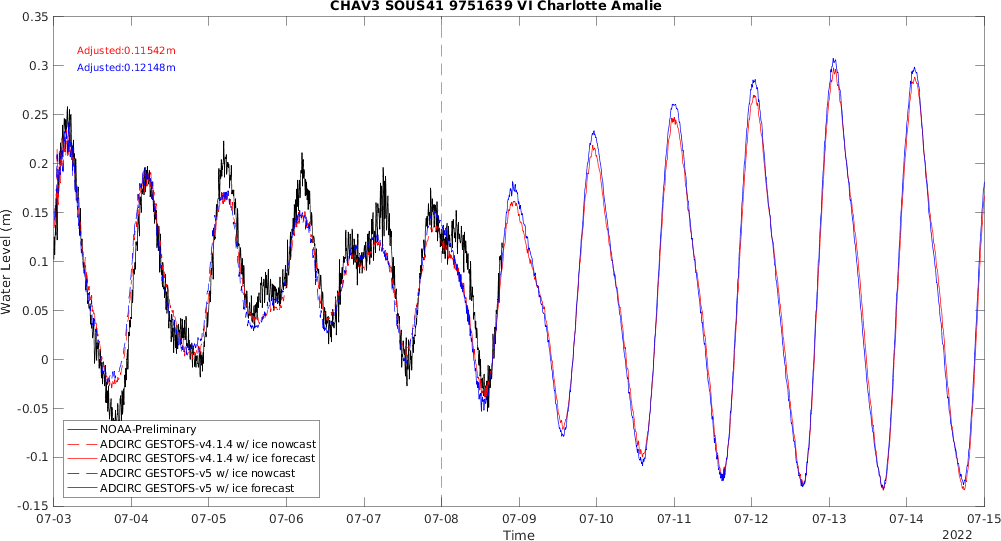 CHAV3 SOUS41 9751639 VI Charlotte Amalie
Adjusted:0.11542m
Adjusted:0.12148m
0.35
0.3
0.25
0.2
0.15
0.1
0.05
0
-0.05
-0.1
-0.15
Water Level (m)
NOAA-Preliminary
ADCIRC GESTOFS-v4.1.4 w/ ice nowcast
ADCIRC GESTOFS-v4.1.4 w/ ice forecast
ADCIRC GESTOFS-v5 w/ ice nowcast
ADCIRC GESTOFS-v5 w/ ice forecast
07-03 07-04 07-05 07-06 07-07 07-08 07-09 07-10 07-11 07-12 07-13 07-14 07-15
Time
2022